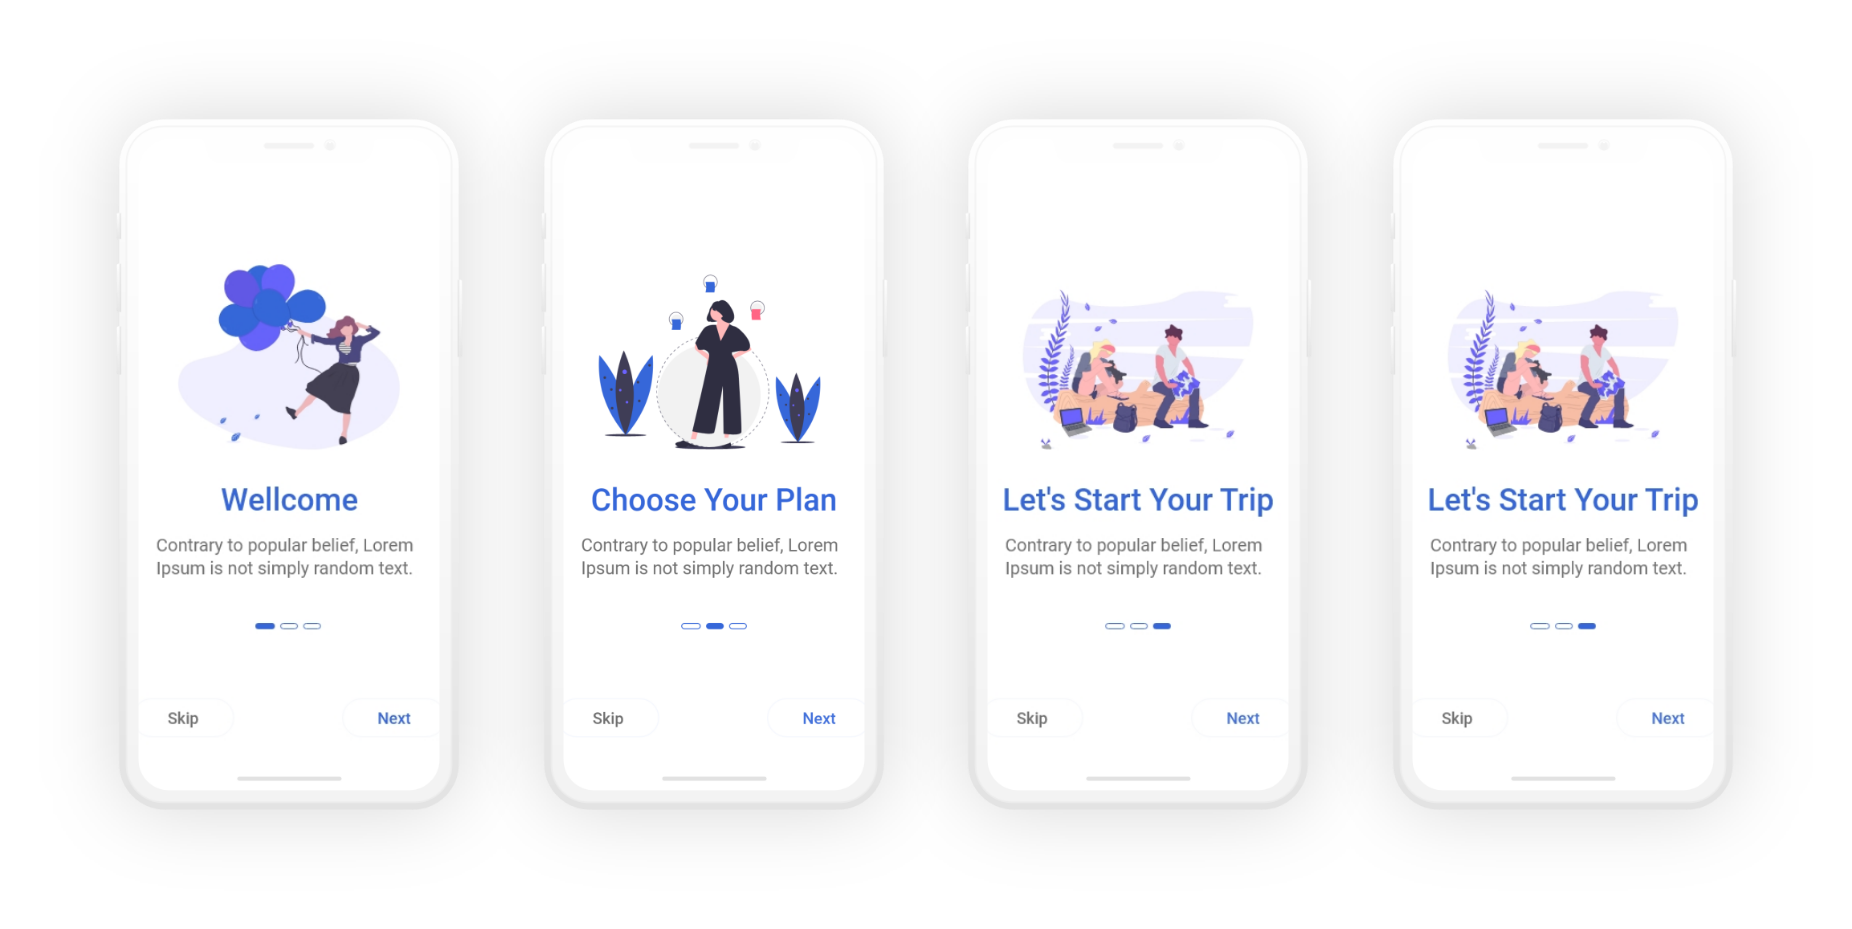 Wellcome
Contrary to popular belief, Lorem
Ipsum is not simply random text.
Skip
Next
Choose Your Plan
Contrary to popular belief, Lorem
Ipsum is not simply random text.
Skip
Next
Let's Start Your Trip
Contrary to popular belief, Lorem
Ipsum is not simply random text.
Skip
Next
Let's Start Your Trip
Contrary to popular belief, Lorem
Ipsum is not simply random text.
Skip
Next